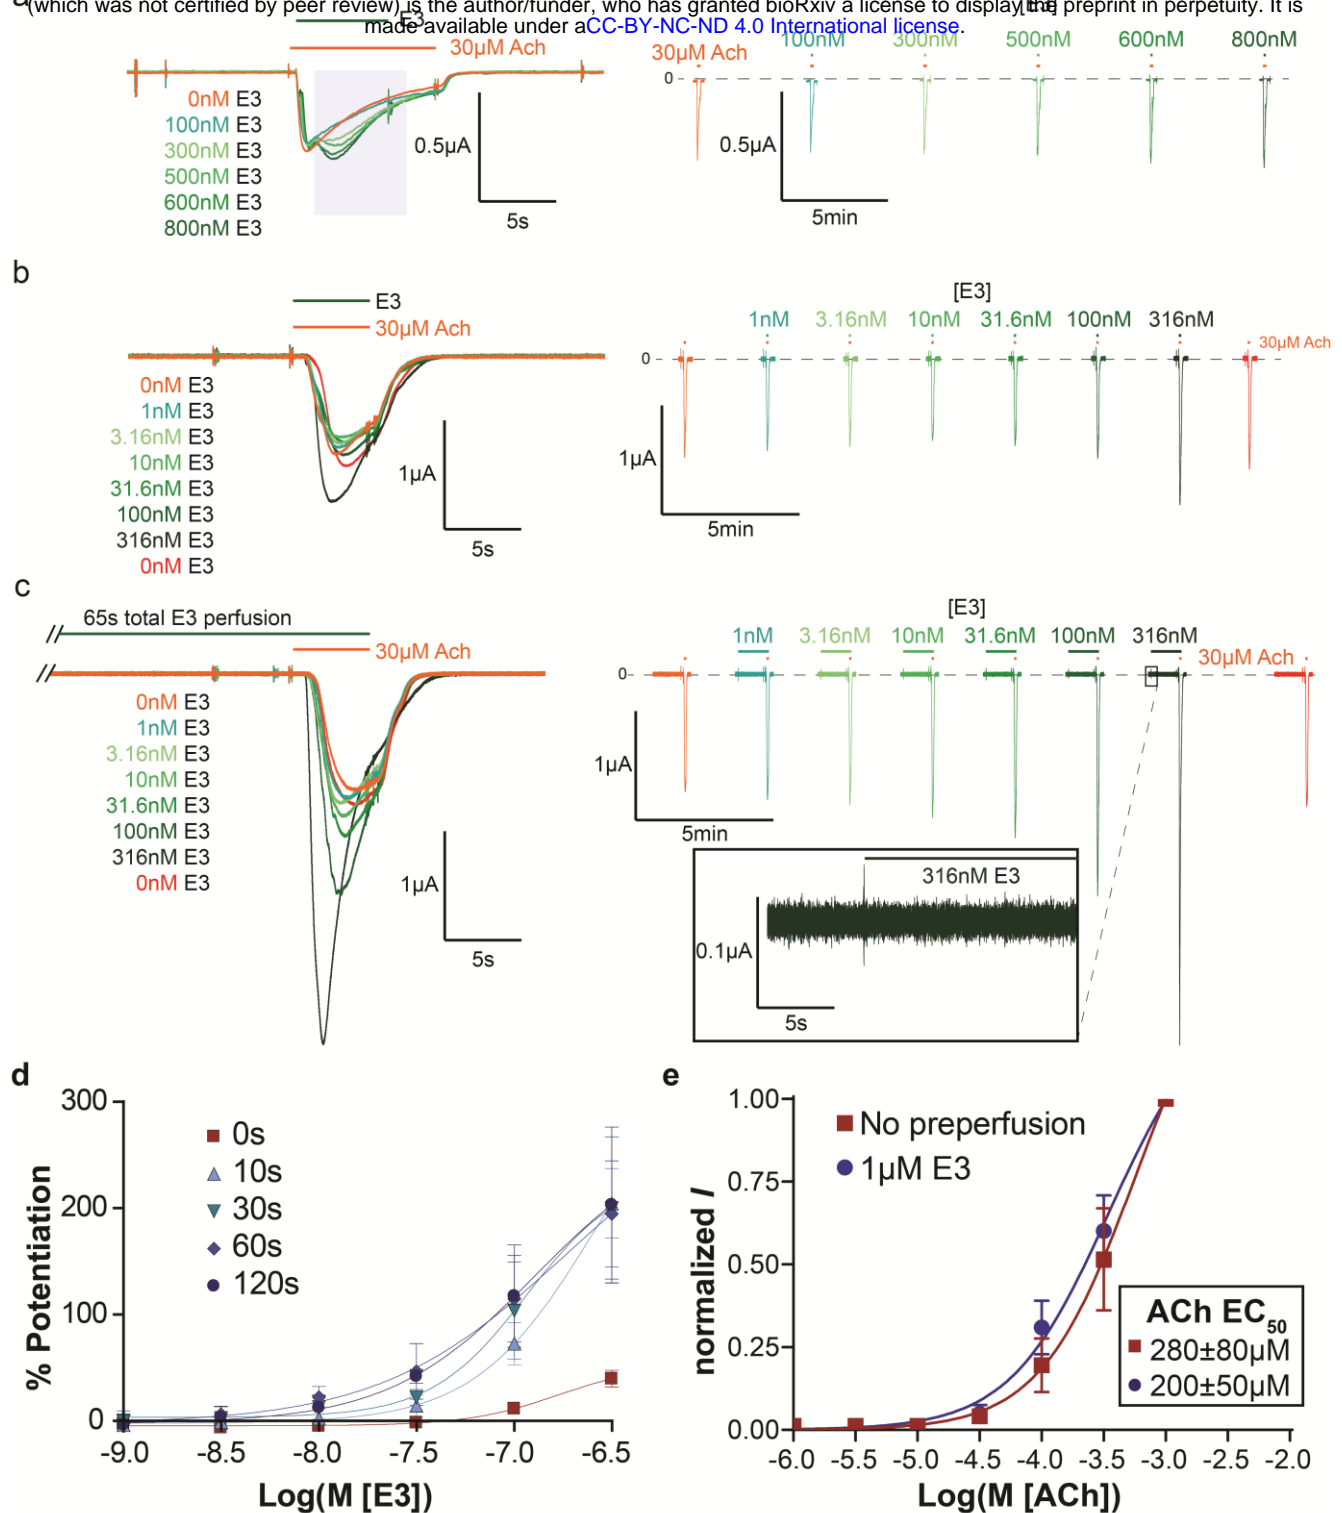 (which was not certified by peer review) is the author/funder, who has granted bioRxiv a license to display the preprint in perpetuity. It is
made available under aCC-BY-NC-ND 4.0 International license.
E3
[E3]
30µM Ach
30µM Ach
100nM
300nM
500nM
600nM
800nM
0
0nM E3
100nM E3
300nM E3
500nM E3
600nM E3
800nM E3
0.5µA
5s
0.5µA
5min
b
E3
30µM Ach
0nM E3
1nM E3
3.16nM E3
10nM E3
31.6nM E3
100nM E3
316nM E3
0nM E3
1µA
5s
[E3]
1nM
3.16nM
10nM
31.6nM
100nM
316nM
30µM Ach
0
1µA
5min
c
65s total E3 perfusion
30µM Ach
0nM E3
1nM E3
3.16nM E3
10nM E3
31.6nM E3
100nM E3
316nM E3
0nM E3
1µA
5s
[E3]
1nM
3.16nM
10nM
31.6nM
100nM
316nM
30µM Ach
0
1µA
5min
316nM E3
0.1µA
5s
d
% Potentiation
300
200
100
0
0s
10s
30s
60s
120s
-9.0
-8.5
-8.0
-7.5
-7.0
-6.5
Log(M [E3])
e
normalized I
1.00
0.75
0.50
0.25
0.00
No preperfusion
1µM E3
ACh EC50
280±80µM
200±50µM
-6.0
-5.5
-5.0
-4.5
-4.0
-3.5
-3.0
-2.5
-2.0
Log(M [ACh])